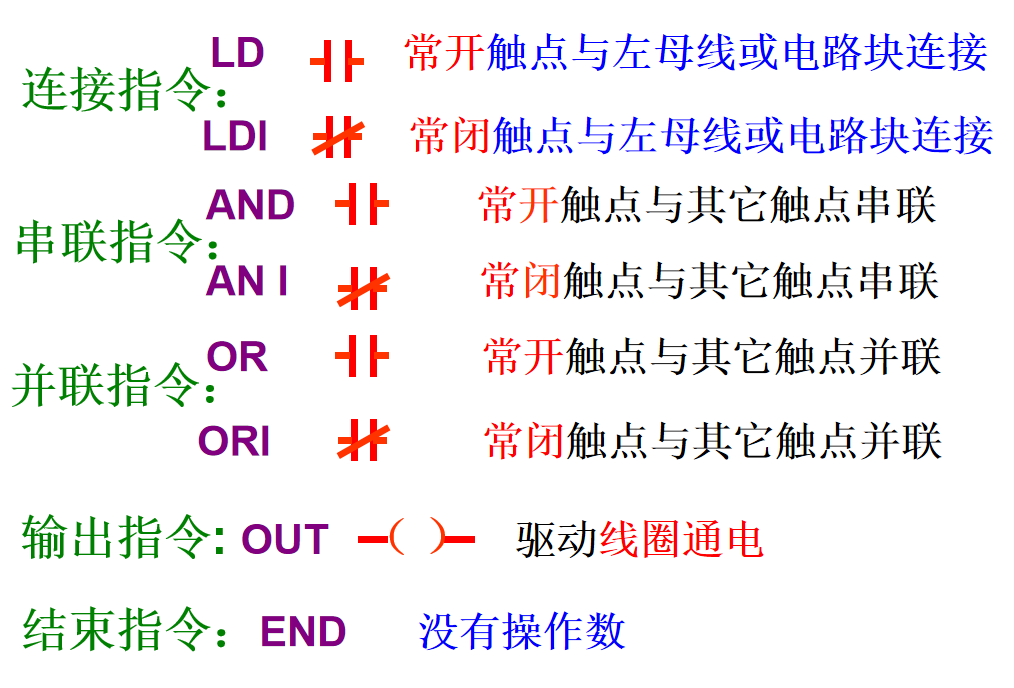 LD 常开触点与左母线或电路块连接
连接指令:
LDI 常闭触点与左母线或电路块连接
AND 常开触点与其它触点串联
串联指令:
AN I 常闭触点与其它触点串联
OR 常开触点与其它触点并联
并联指令:
ORI 常闭触点与其它触点并联
输出指令: OUT ( ) 驱动线圈通电
结束指令: END 没有操作数